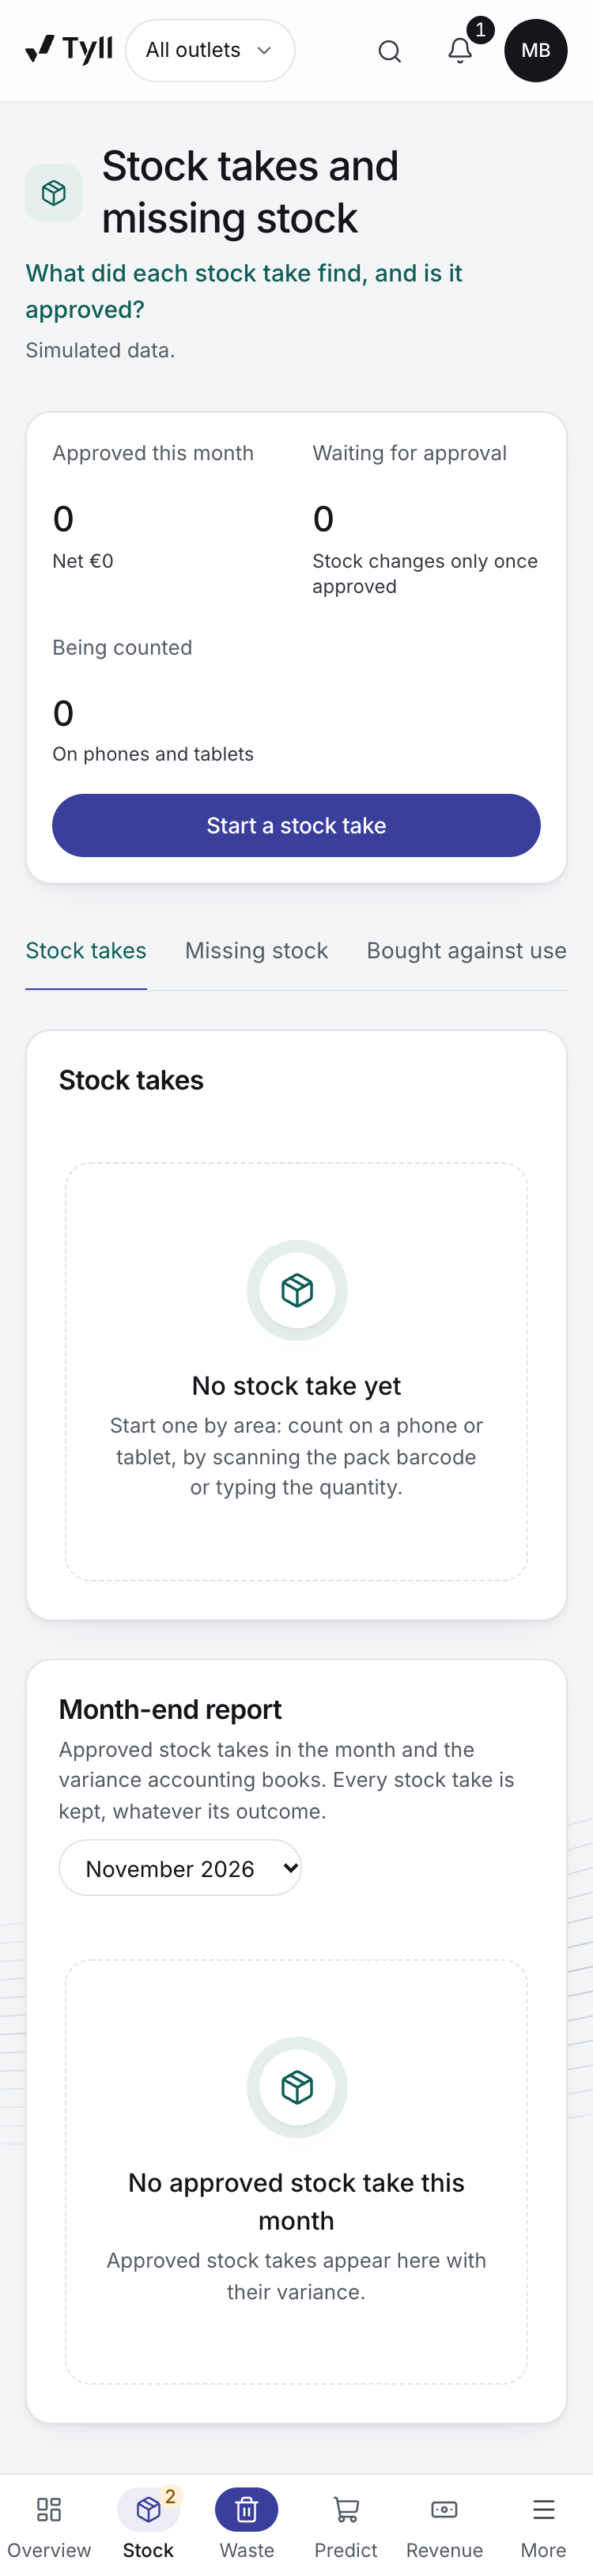 Tyll
All outlets
1
MB
Stock takes and
missing stock
What did each stock take find, and is it
approved?
Simulated data.
Approved this month
0
Net €0
Waiting for approval
0
Stock changes only once
approved
Being counted
0
On phones and tablets
Start a stock take
Stock takes
Missing stock
Bought against use
Stock takes
No stock take yet
Start one by area: count on a phone or
tablet, by scanning the pack barcode
or typing the quantity.
Month-end report
Approved stock takes in the month and the
variance accounting books. Every stock take is
kept, whatever its outcome.
November 2026
No approved stock take this
month
Approved stock takes appear here with
their variance.
Overview
2
Stock
Waste
Predict
Revenue
More